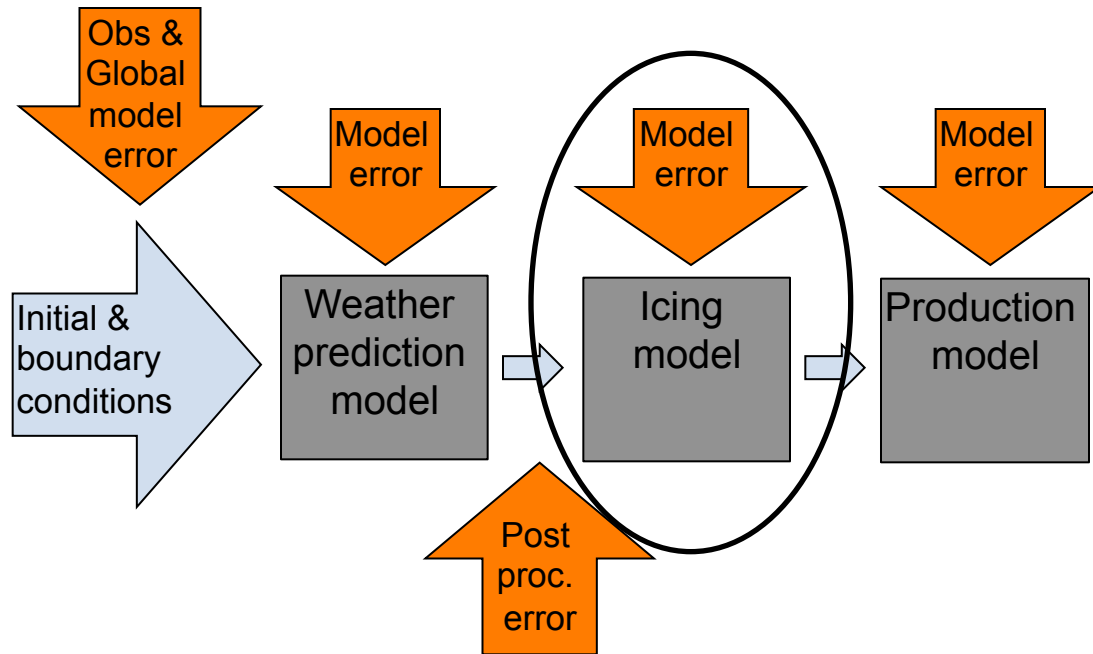 Obs &
Global
model
error
Model
error
Model
error
Model
error
Initial &
boundary
conditions
Weather
prediction
model
Icing
model
Production
model
Post
proc.
error